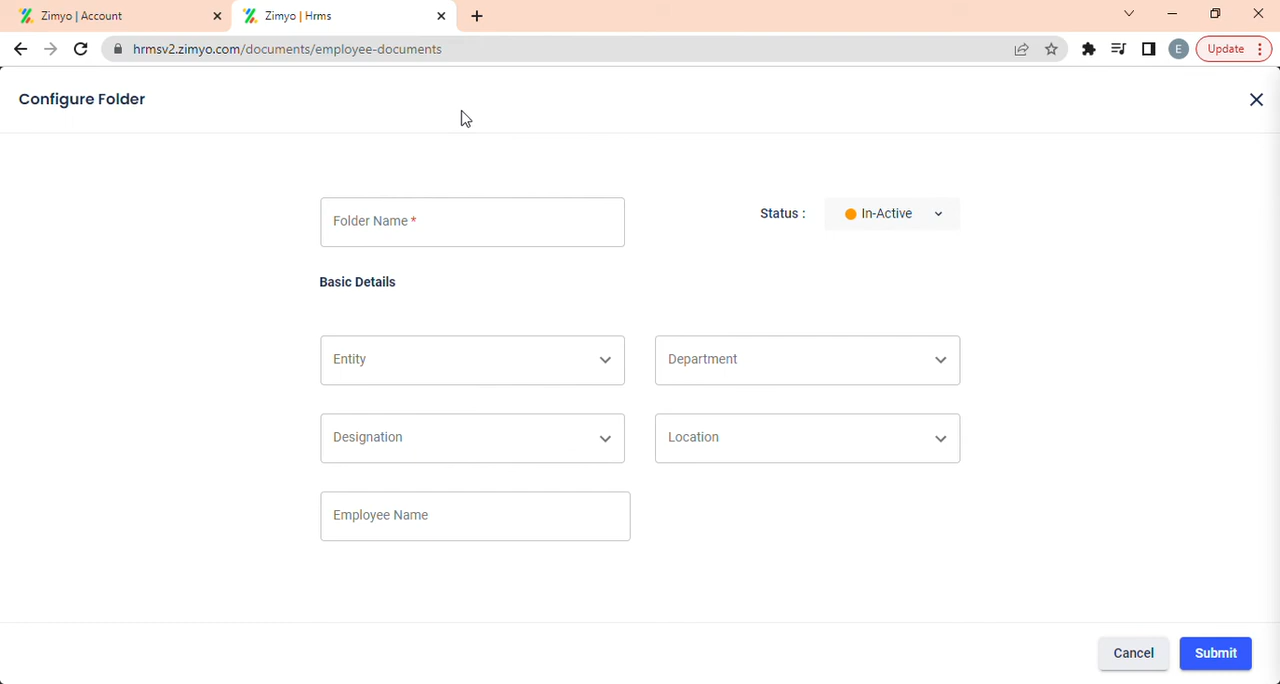 Zimyo | Account
Zimyo | Hrms
hrmsv2.zimyo.com/documents/employee-documents
E
Update
Configure Folder
Folder Name *
Status :
In-Active
Basic Details
Entity
Department
Designation
Location
Employee Name
Cancel
Submit